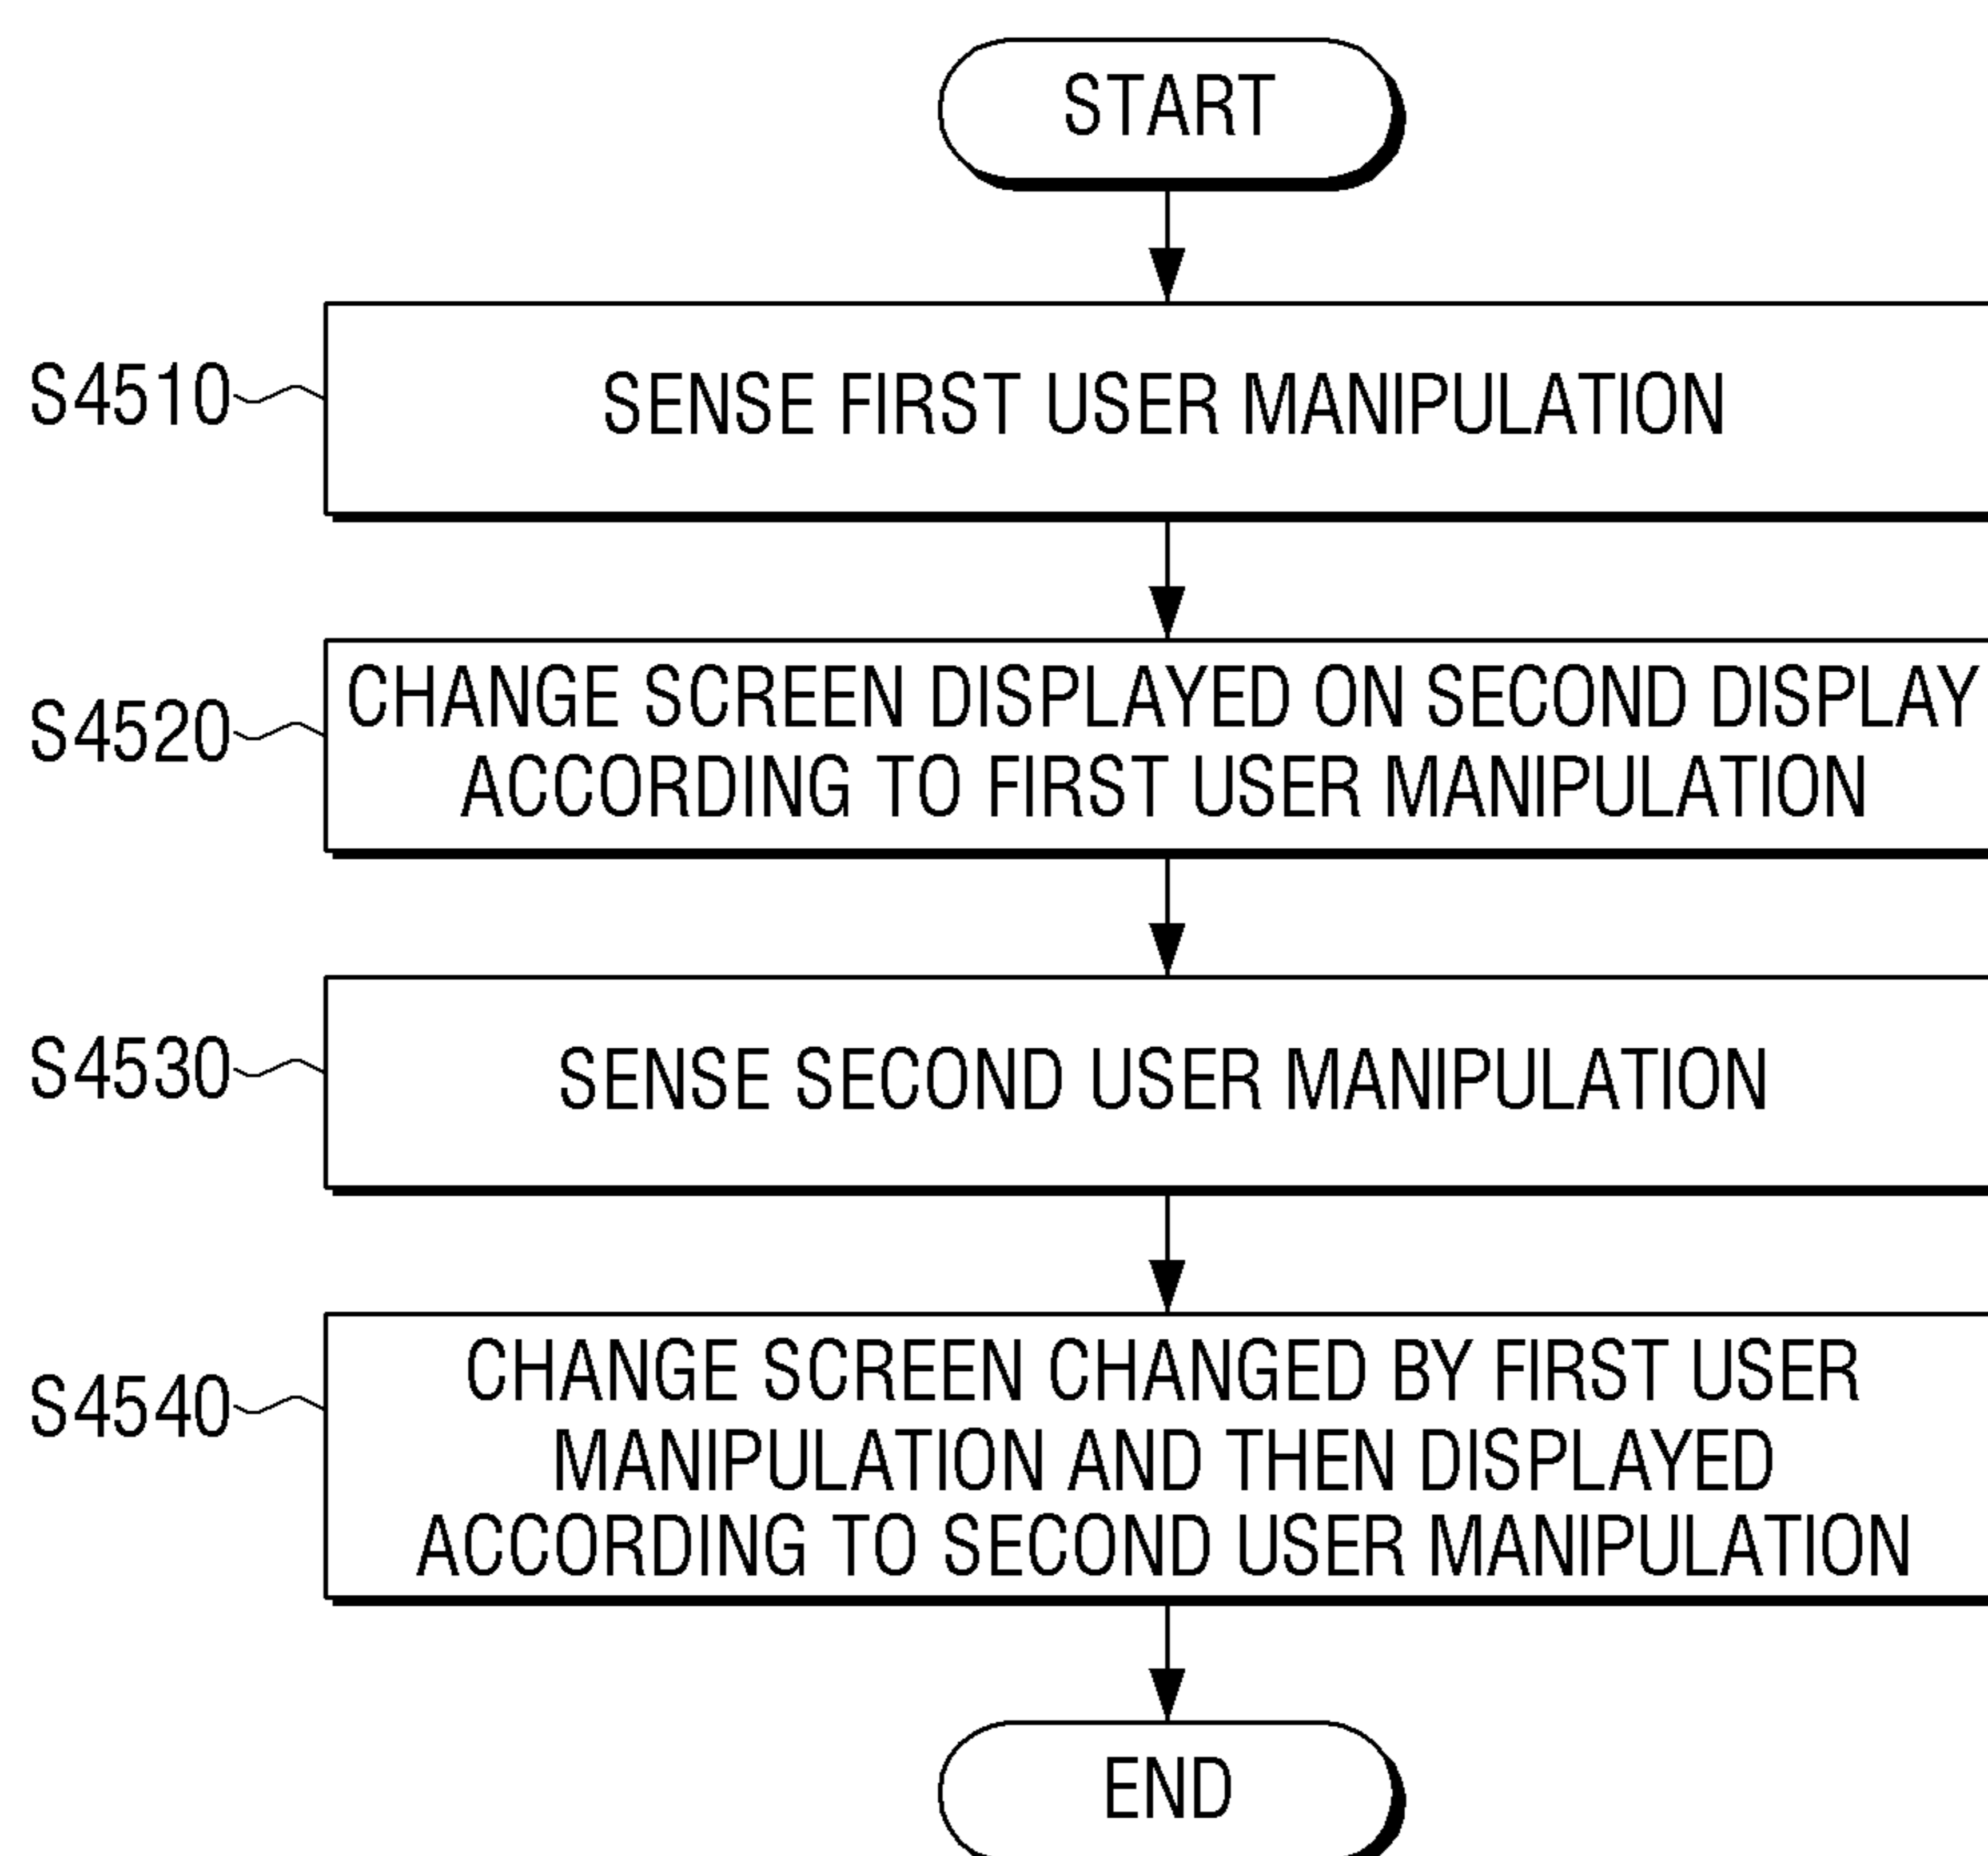 START
S4510
SENSE FIRST USER MANIPULATION
S4520
CHANGE SCREEN DISPLAYED ON SECOND DISPLAY
ACCORDING TO FIRST USER MANIPULATION
S4530
SENSE SECOND USER MANIPULATION
S4540
CHANGE SCREEN CHANGED BY FIRST USER
MANIPULATION AND THEN DISPLAYED
ACCORDING TO SECOND USER MANIPULATION
END